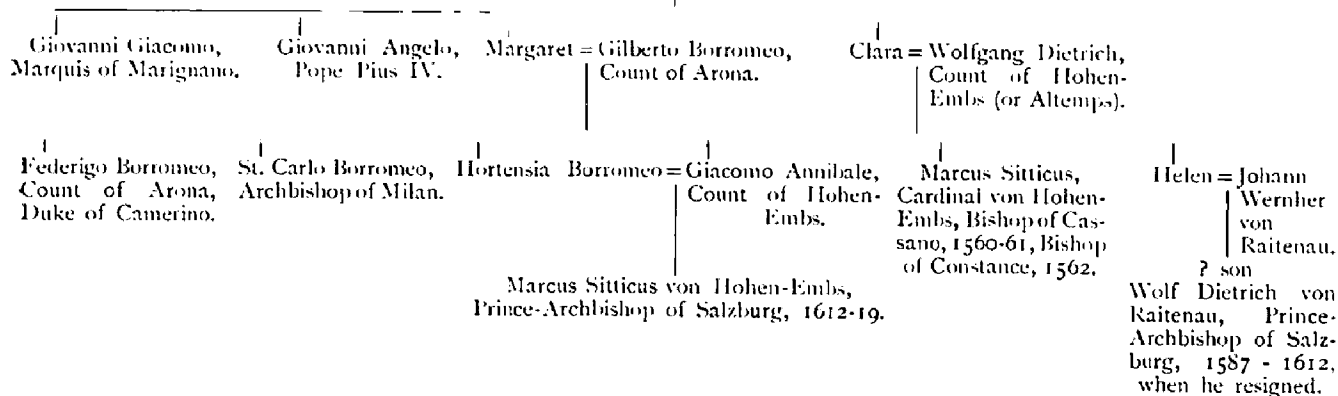 Giovanni Giacomo,
Marquis of Marignano.
Giovanni Angelo,
Pope Pius IV.
Margaret = Gilberto Borromeo,
Count of Arona.
Clara = Wolfgang Dietrich,
Count of Hohen-
Embs (or Altemps).
Federigo Borromeo,
Count of Arona,
Duke of Camerino.
St. Carlo Borromeo,
Archbishop of Milan.
Hortensia Borromeo = Giacomo Annibale,
Count of Hohen-
Embs.
Marcus Sitticus,
Cardinal von Hohen-
Embs, Bishop of Cas-
sano, 1560-61, Bishop
of Constance, 1562.
Helen = Johann
Wernher
von
Raitenau.
Marcus Sitticus von Hohen-Embs,
Prince-Archbishop of Salzburg, 1612-19.
? son
Wolf Dietrich von
Raitenau, Prince-
Archbishop of Salz-
burg, 1587 - 1612,
when he resigned.